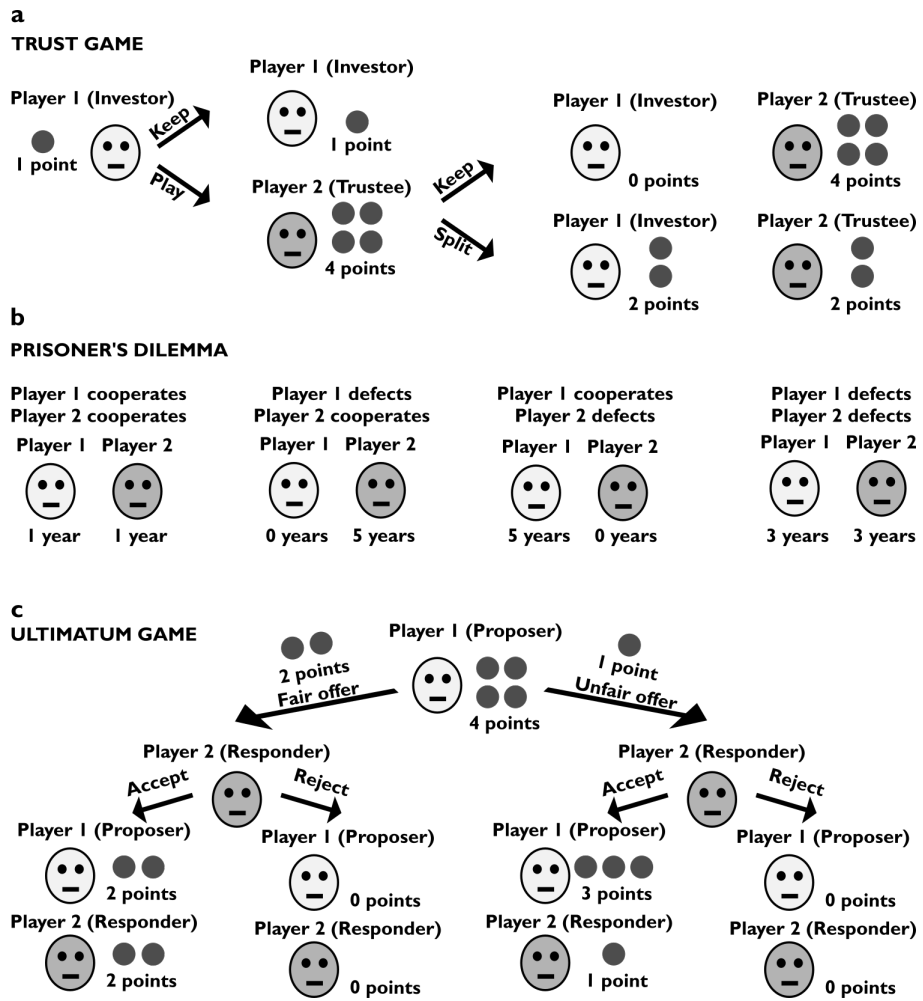 a
TRUST GAME
Player 1 (Investor)
1 point
Keep
Play
Player 1 (Investor)
1 point
Player 2 (Trustee)
4 points
Keep
Split
Player 1 (Investor)
0 points
Player 2 (Trustee)
4 points
Player 1 (Investor)
2 points
Player 2 (Trustee)
2 points
b
PRISONER'S DILEMMA
Player 1 cooperates
Player 2 cooperates
Player 1 Player 2
1 year 1 year
Player 1 defects
Player 2 cooperates
Player 1 Player 2
0 years 5 years
Player 1 cooperates
Player 2 defects
Player 1 Player 2
5 years 0 years
Player 1 defects
Player 2 defects
Player 1 Player 2
3 years 3 years
c
ULTIMATUM GAME
Player 1 (Proposer)
4 points
2 points
Fair offer
1 point
Unfair offer
Player 2 (Responder)
Accept
Reject
Player 1 (Proposer)
2 points
Player 2 (Responder)
2 points
Player 1 (Proposer)
0 points
Player 2 (Responder)
0 points
Player 2 (Responder)
Accept
Reject
Player 1 (Proposer)
3 points
Player 2 (Responder)
1 point
Player 1 (Proposer)
0 points
Player 2 (Responder)
0 points